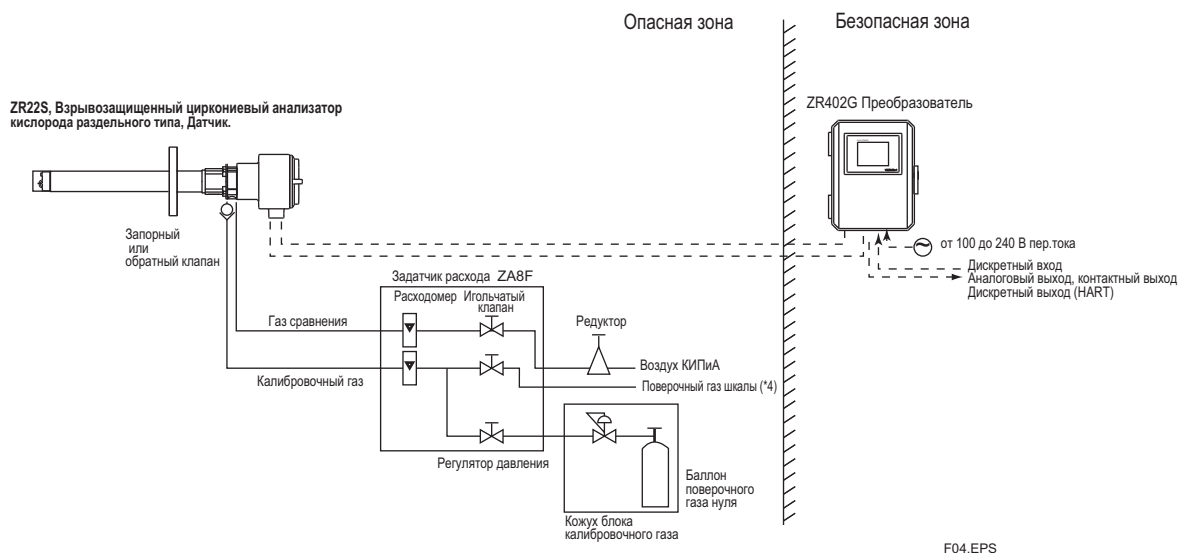 Опасная зона
Безопасная зона
ZR22S, Взрывозащищенный циркониевый анализатор
кислорода раздельного типа, Датчик.
ZR402G Преобразователь
Запорный
или
обратный клапан
от 100 до 240 В пер.тока
Дискретный вход
Аналоговый выход, контактный выход
Дискретный выход (HART)
Задатчик расхода ZA8F
Расходомер
Игольчатый
клапан
Газ сравнения
Редуктор
Воздух КИПиА
Калибровочный газ
Поверочный газ шкалы (*4)
Регулятор давления
Баллон
поверочного
газа нуля
Кожух блока
калибровочного газа
F04.EPS